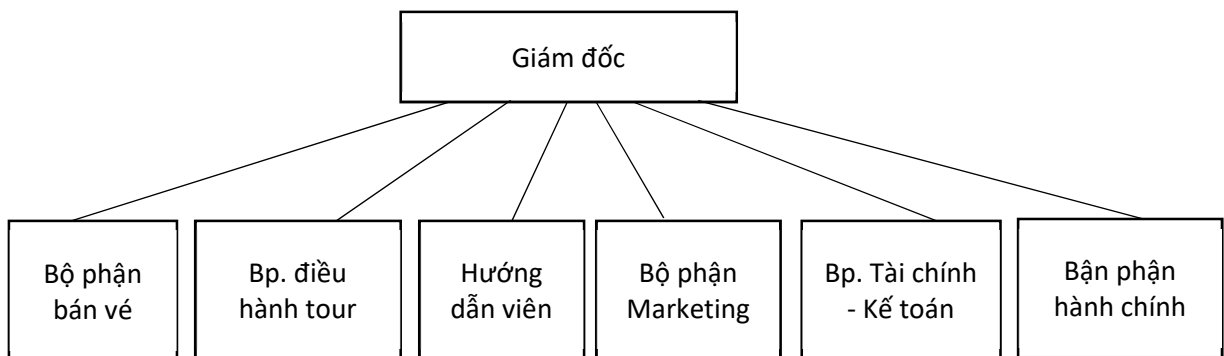 Giám đốc
Bộ phận
bán vé
Bp. điều
hành tour
Hướng
dẫn viên
Bộ phận
Marketing
Bp. Tài chính
- Kế toán
Bận phận
hành chính